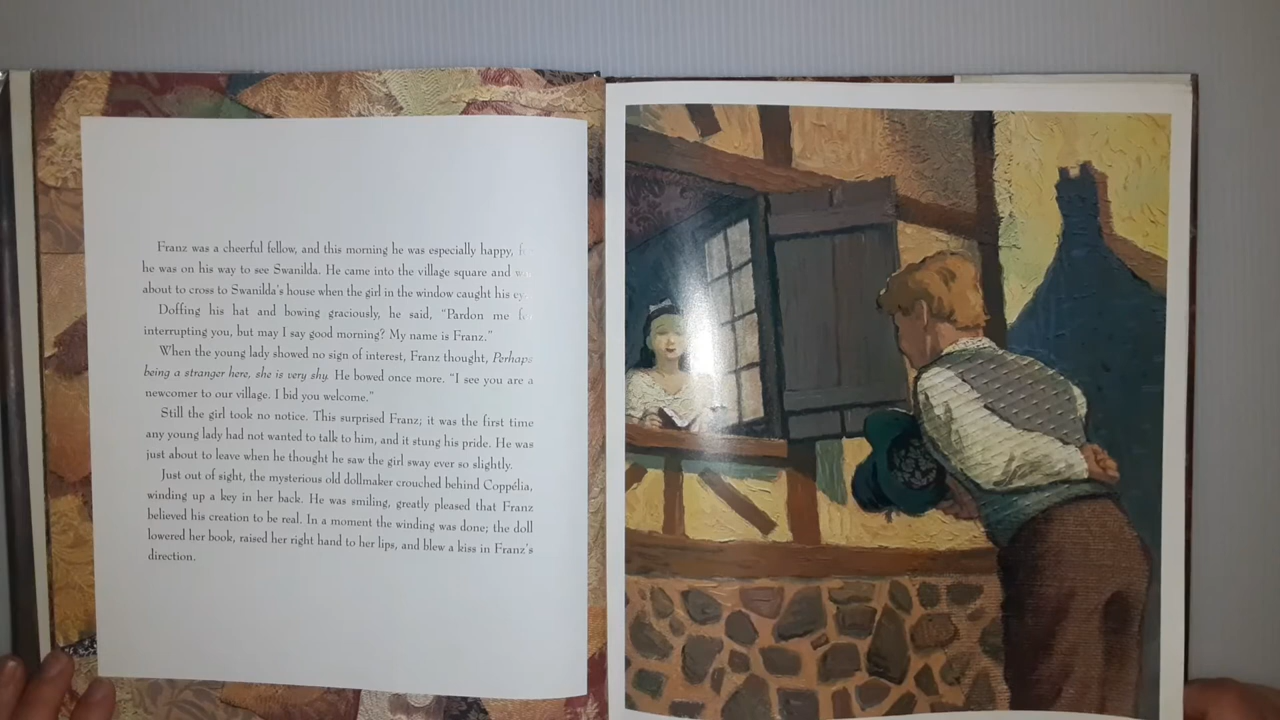 Franz was a cheerful fellow, and this morning he was especially happy,
he was on his way to see Swanilda. He came into the village square and
about to cross to Swanilda's house when the girl in the window caught his
Doffing his hat and bowing graciously, he said, "Pardon me
interrupting you, but may I say good morning? My name is Franz."
When the young lady showed no sign of interest, Franz thought, Perhaps
being a stranger here, she is very shy. He bowed once more. "I see you are a
newcomer to our village. I bid you welcome."
Still the girl took no notice. This surprised Franz; it was the first time
any young lady had not wanted to talk to him, and it stung his pride. He was
just about to leave when he thought he saw the girl sway ever so slightly.
Just out of sight, the mysterious old dollmaker crouched behind Coppélia,
winding up a key in her back. He was smiling, greatly pleased that Franz
believed his creation to be real. In a moment the winding was done; the doll
lowered her book, raised her right hand to her lips, and blew a kiss in Franz's
direction.